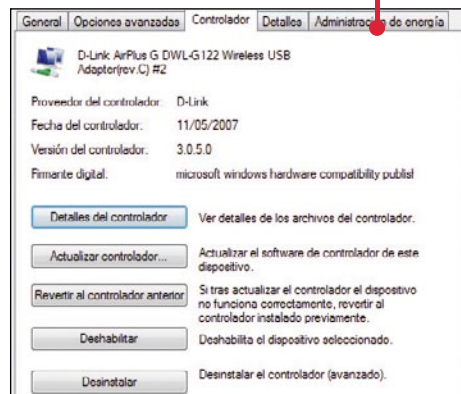 General Opciones avanzadas Controlador Detalles Administración de energía
D-Link AirPlus G DWL-G122 Wireless USB
Adapter(rev.C) #2
Proveedor del controlador: D-Link
Fecha del controlador: 11/05/2007
Versión del controlador: 3.0.5.0
Firmante digital: microsoft windows hardware compatibility publisl
Detalles del controlador Ver detalles de los archivos del controlador.
Actualizar controlador... Actualizar el software de controlador de este
dispositivo.
Revertir al controlador anterior Si tras actualizar el controlador el dispositivo
no funciona correctamente, revertir al
controlador instalado previamente.
Deshabilitar Deshabilita el dispositivo seleccionado.
Desinstalar Desinstalar el controlador (avanzado).